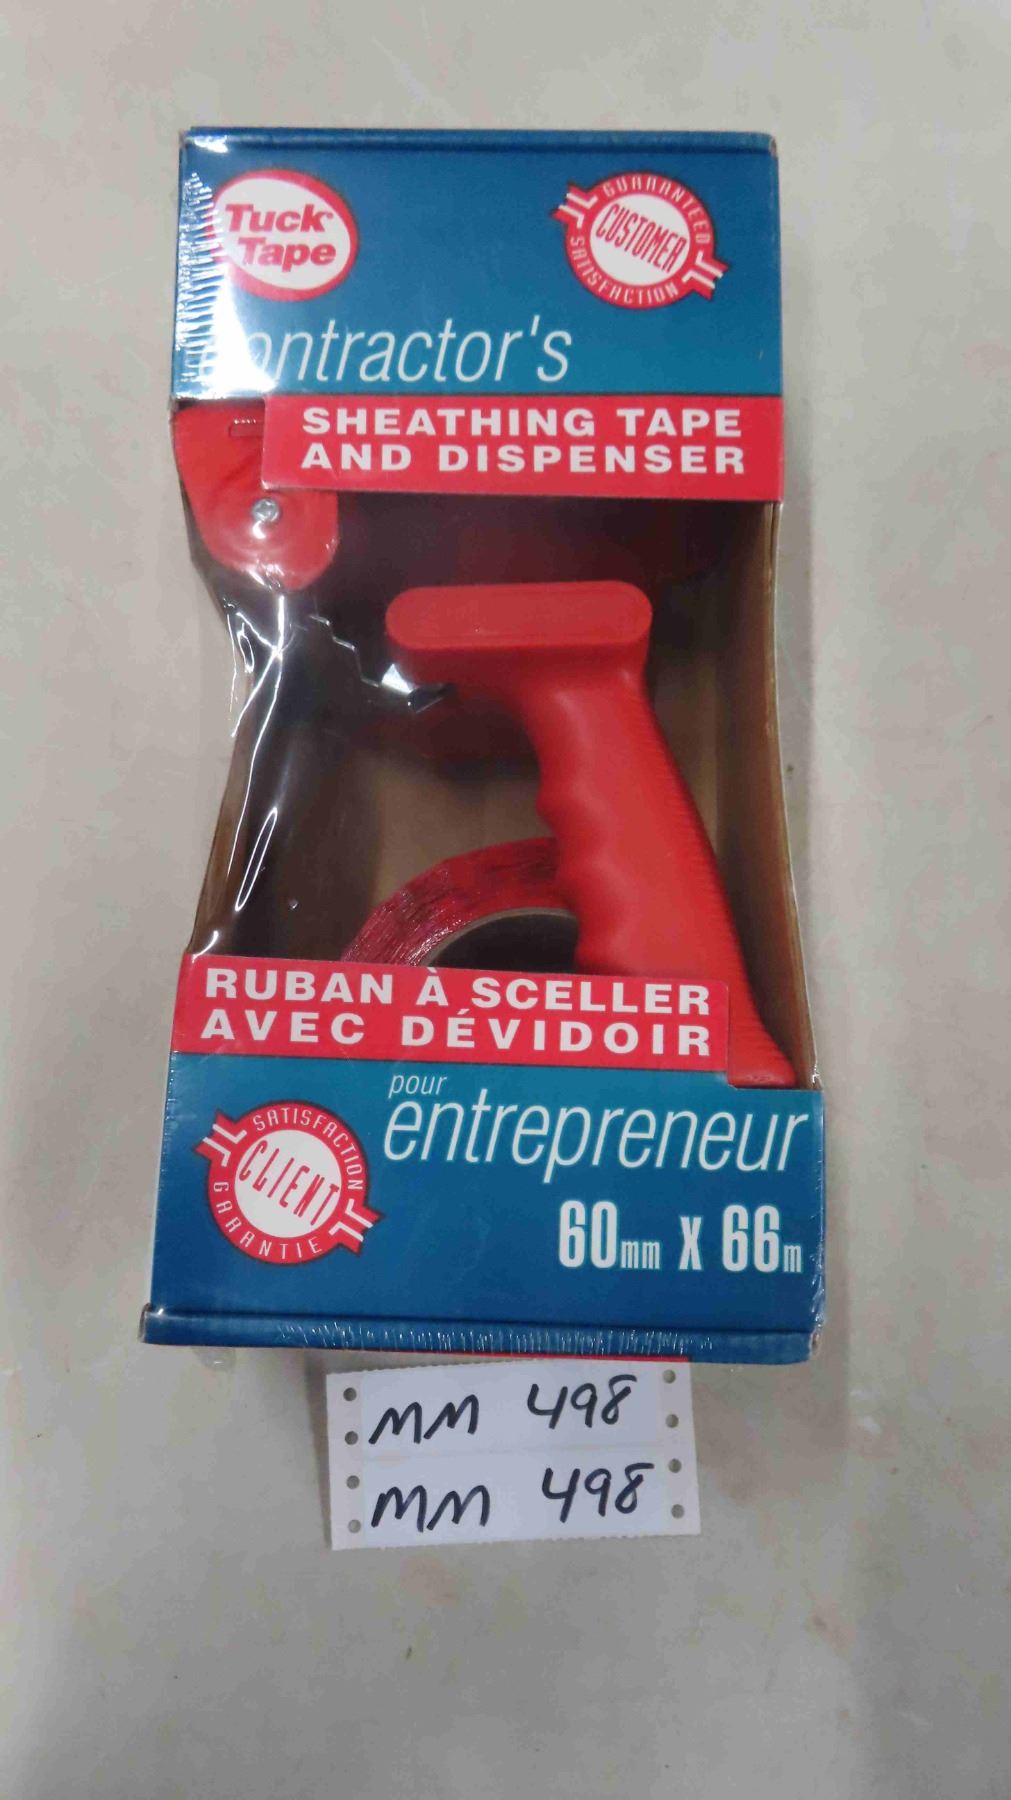 Tuck
Tape
GUARANTEED
CUSTOMER
SATISFACTION
contractor's
SHEATHING TAPE
AND DISPENSER
RUBAN À SCELLER
AVEC DÉVIDOIR
pour
entrepreneur
SATISFACTION
CLIENT
GARANTIE
60mm x 66m
MM 498
MM 498